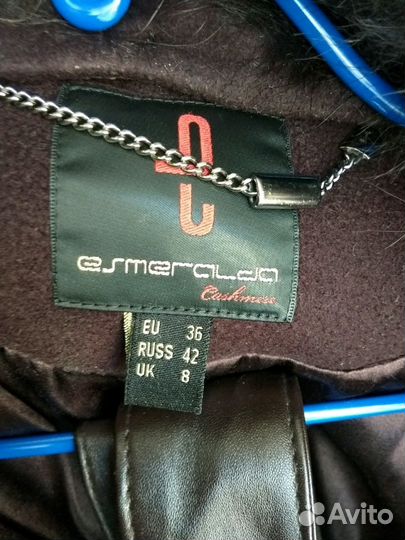 esmeralda
Cashmere
EU 36
RUSS 42
UK 8
Avito